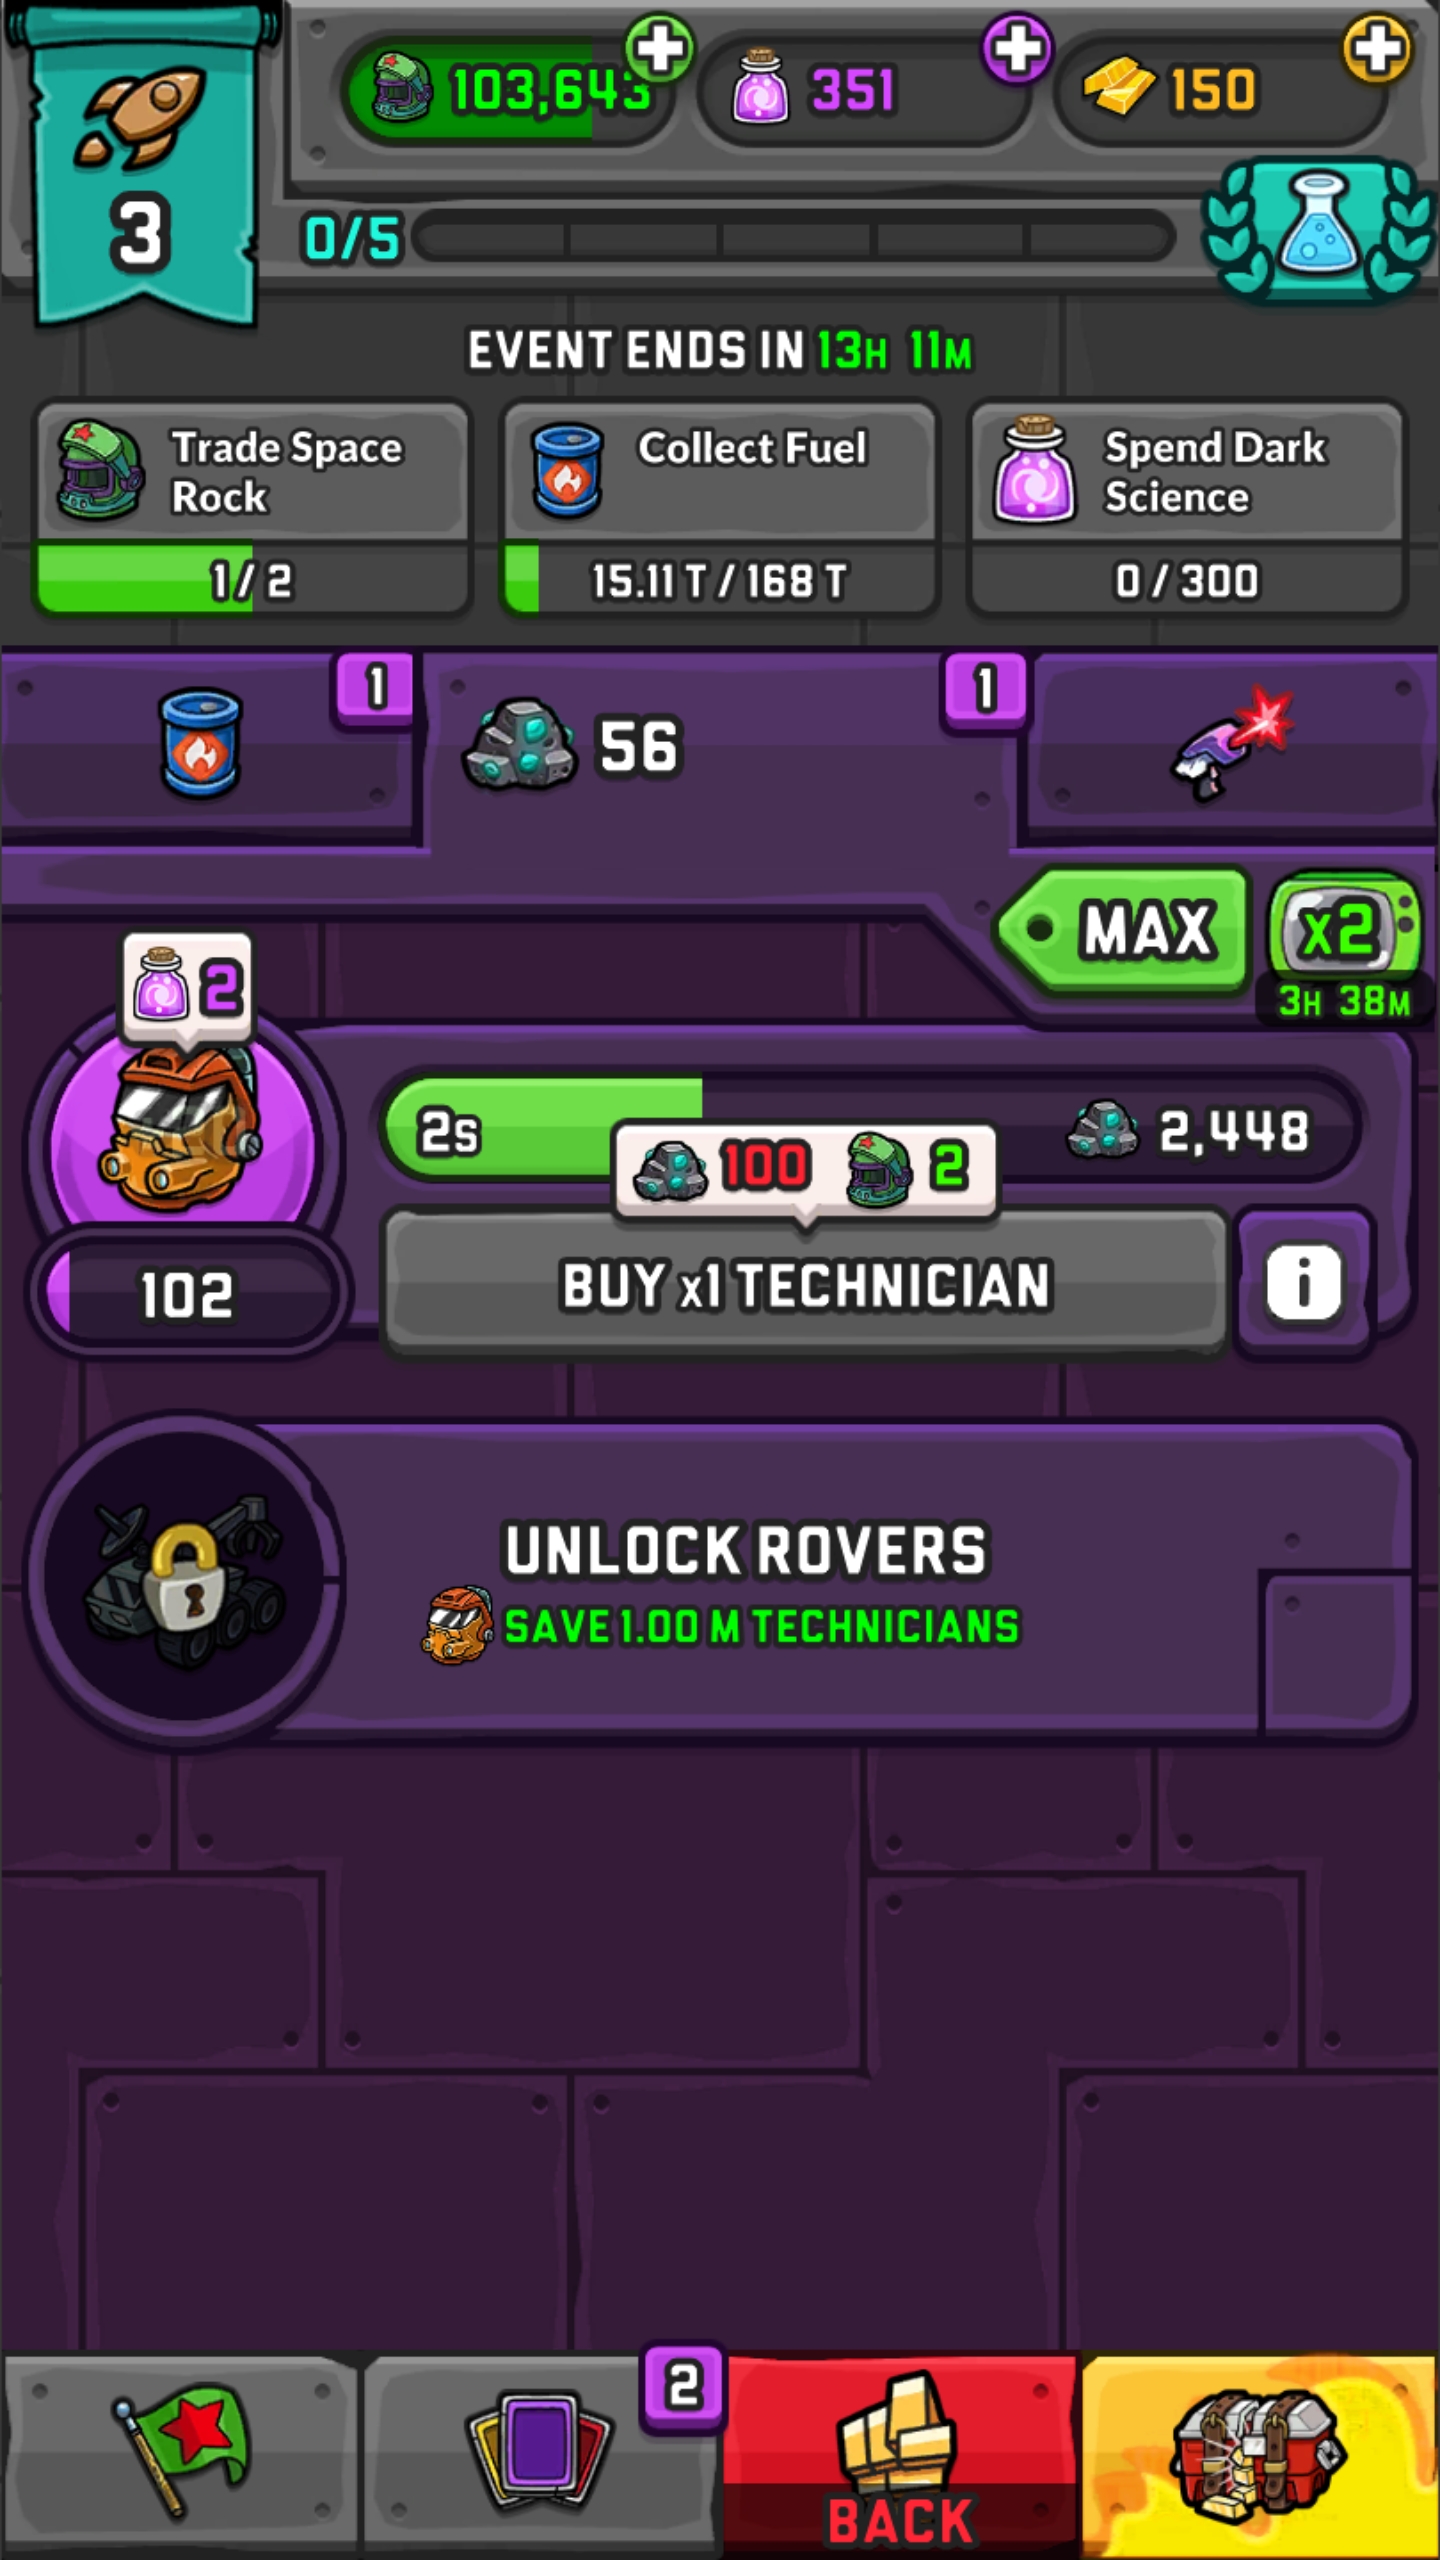 3
103,643
351
150
0/5
EVENT ENDS IN 13H 11M
Trade Space
Rock
1 / 2
Collect Fuel
15.11 T / 168 T
Spend Dark
Science
0 / 300
1
56
1
MAX
x2
3H 38M
2
2s
2,448
100
2
102
BUY x1 TECHNICIAN
i
UNLOCK ROVERS
SAVE 1.00 M TECHNICIANS
2
BACK